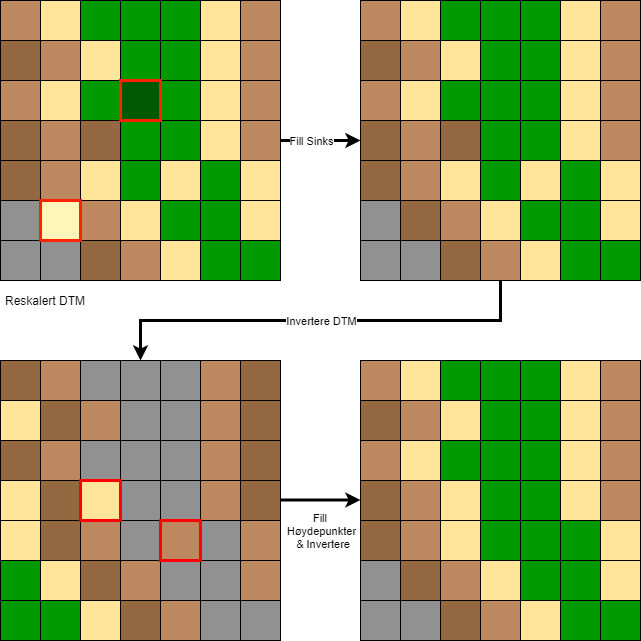 Fill Sinks
Reskalert DTM
Invertere DTM
Fill
Høydepunkter
& Invertere